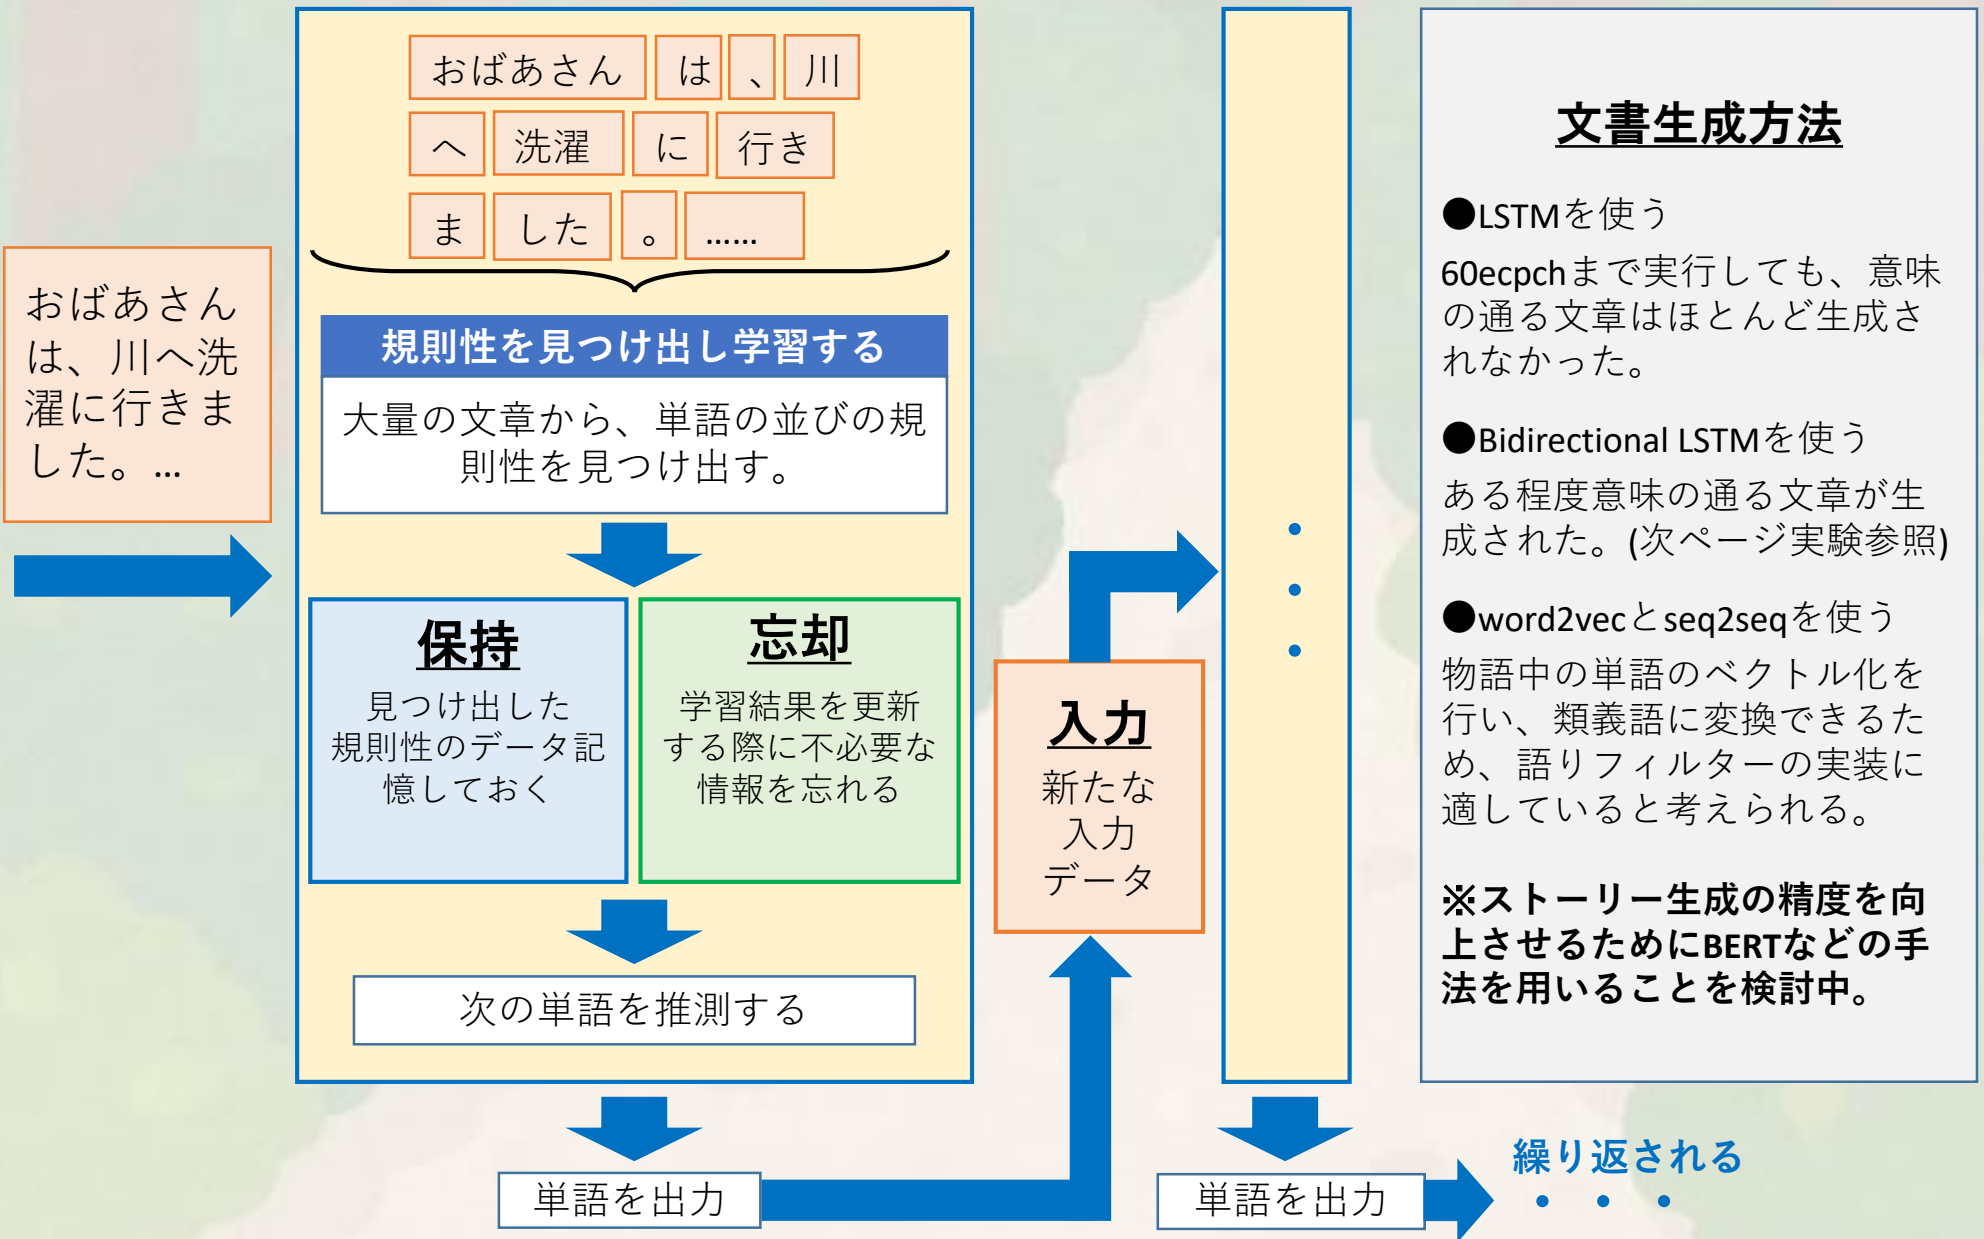 おばあさん
は、川へ洗
濯に行きま
した。...
おばあさん は 、 川
へ 洗濯 に 行き
ま した 。 ......
規則性を見つけ出し学習する
大量の文章から、単語の並びの規
則性を見つけ出す。
保持
見つけ出した
規則性のデータ記
憶しておく
忘却
学習結果を更新
する際に不必要な
情報を忘れる
次の単語を推測する
単語を出力
入力
新たな
入力
データ
・
・
・
単語を出力
繰り返される
・ ・ ・
文書生成方法
●LSTMを使う
60ecpchまで実行しても、意味
の通る文章はほとんど生成さ
れなかった。
●Bidirectional LSTMを使う
ある程度意味の通る文章が生
成された。(次ページ実験参照)
●word2vecとseq2seqを使う
物語中の単語のベクトル化を
行い、類義語に変換できるた
め、語りフィルターの実装に
適していると考えられる。
※ストーリー生成の精度を向
上させるためにBERTなどの手
法を用いることを検討中。